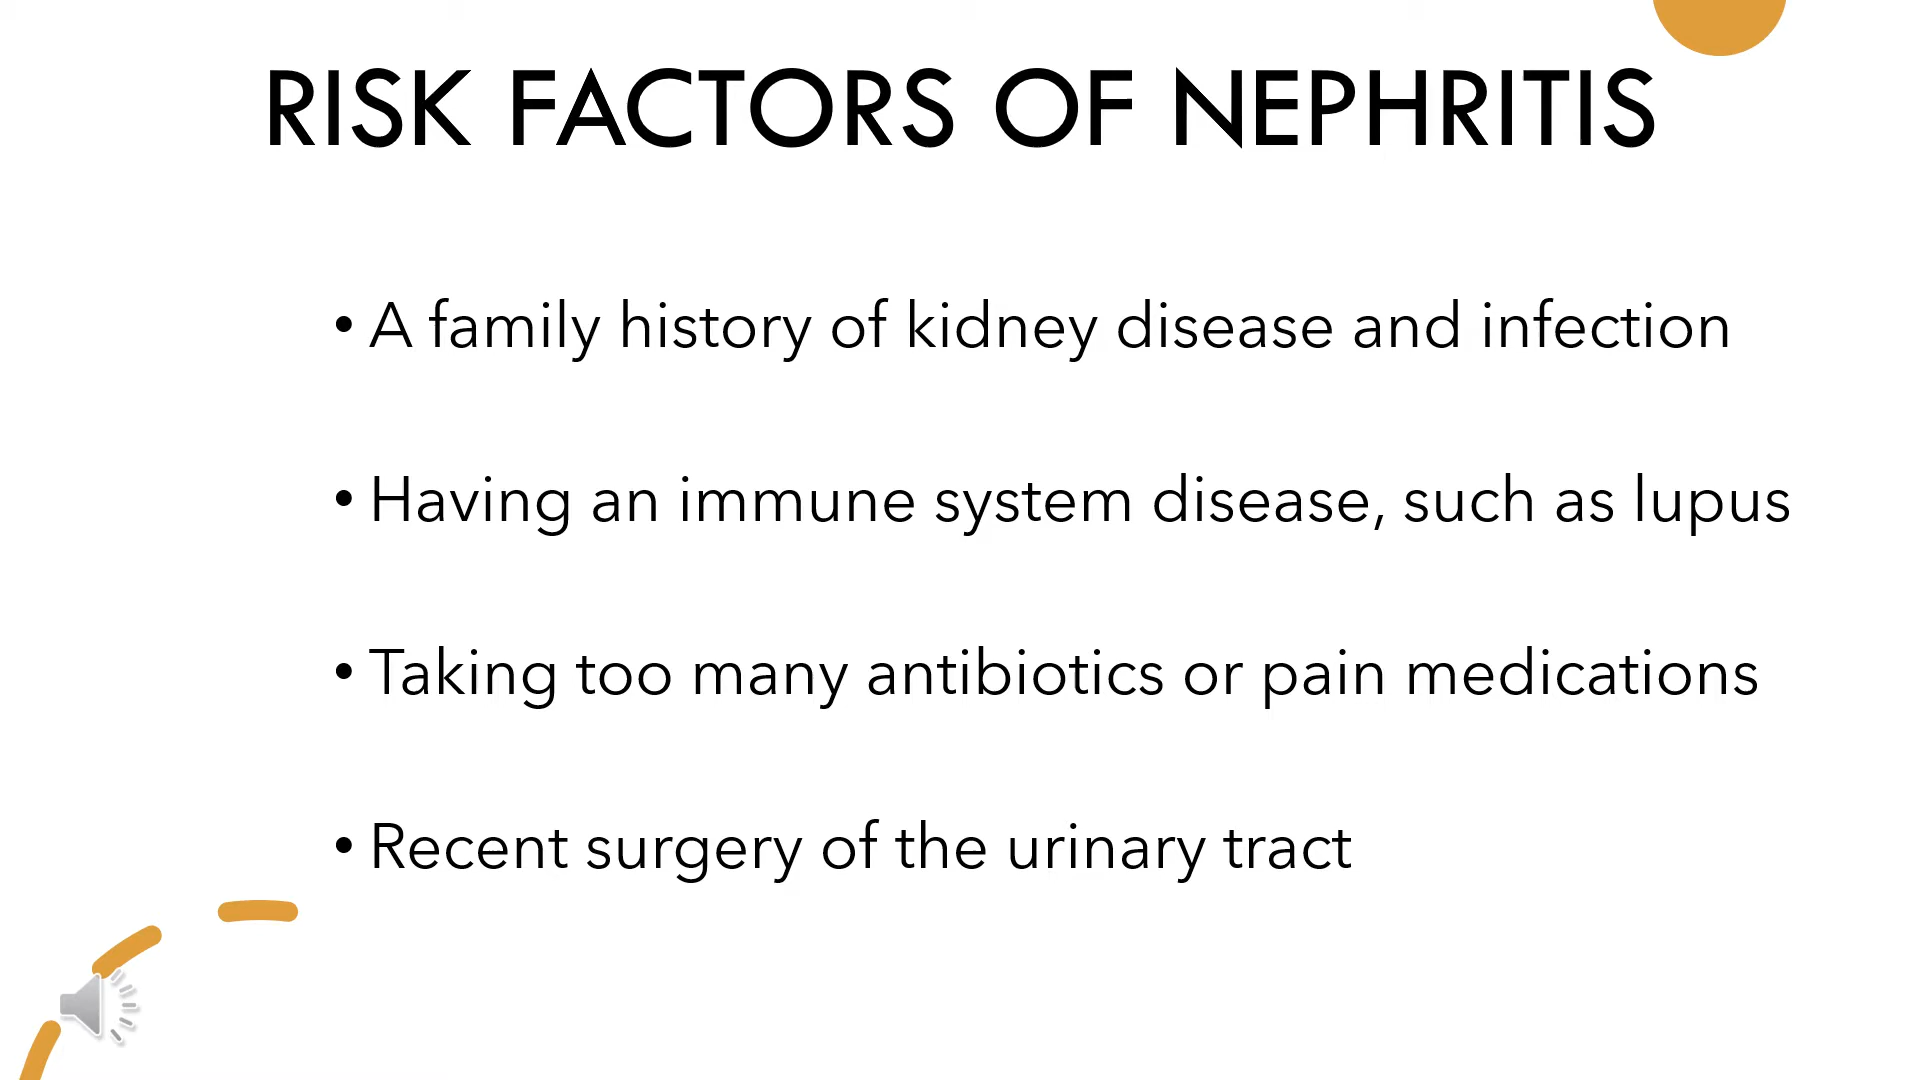 RISK FACTORS OF NEPHRITIS
• A family history of kidney disease and infection
• Having an immune system disease, such as lupus
• Taking too many antibiotics or pain medications
• Recent surgery of the urinary tract